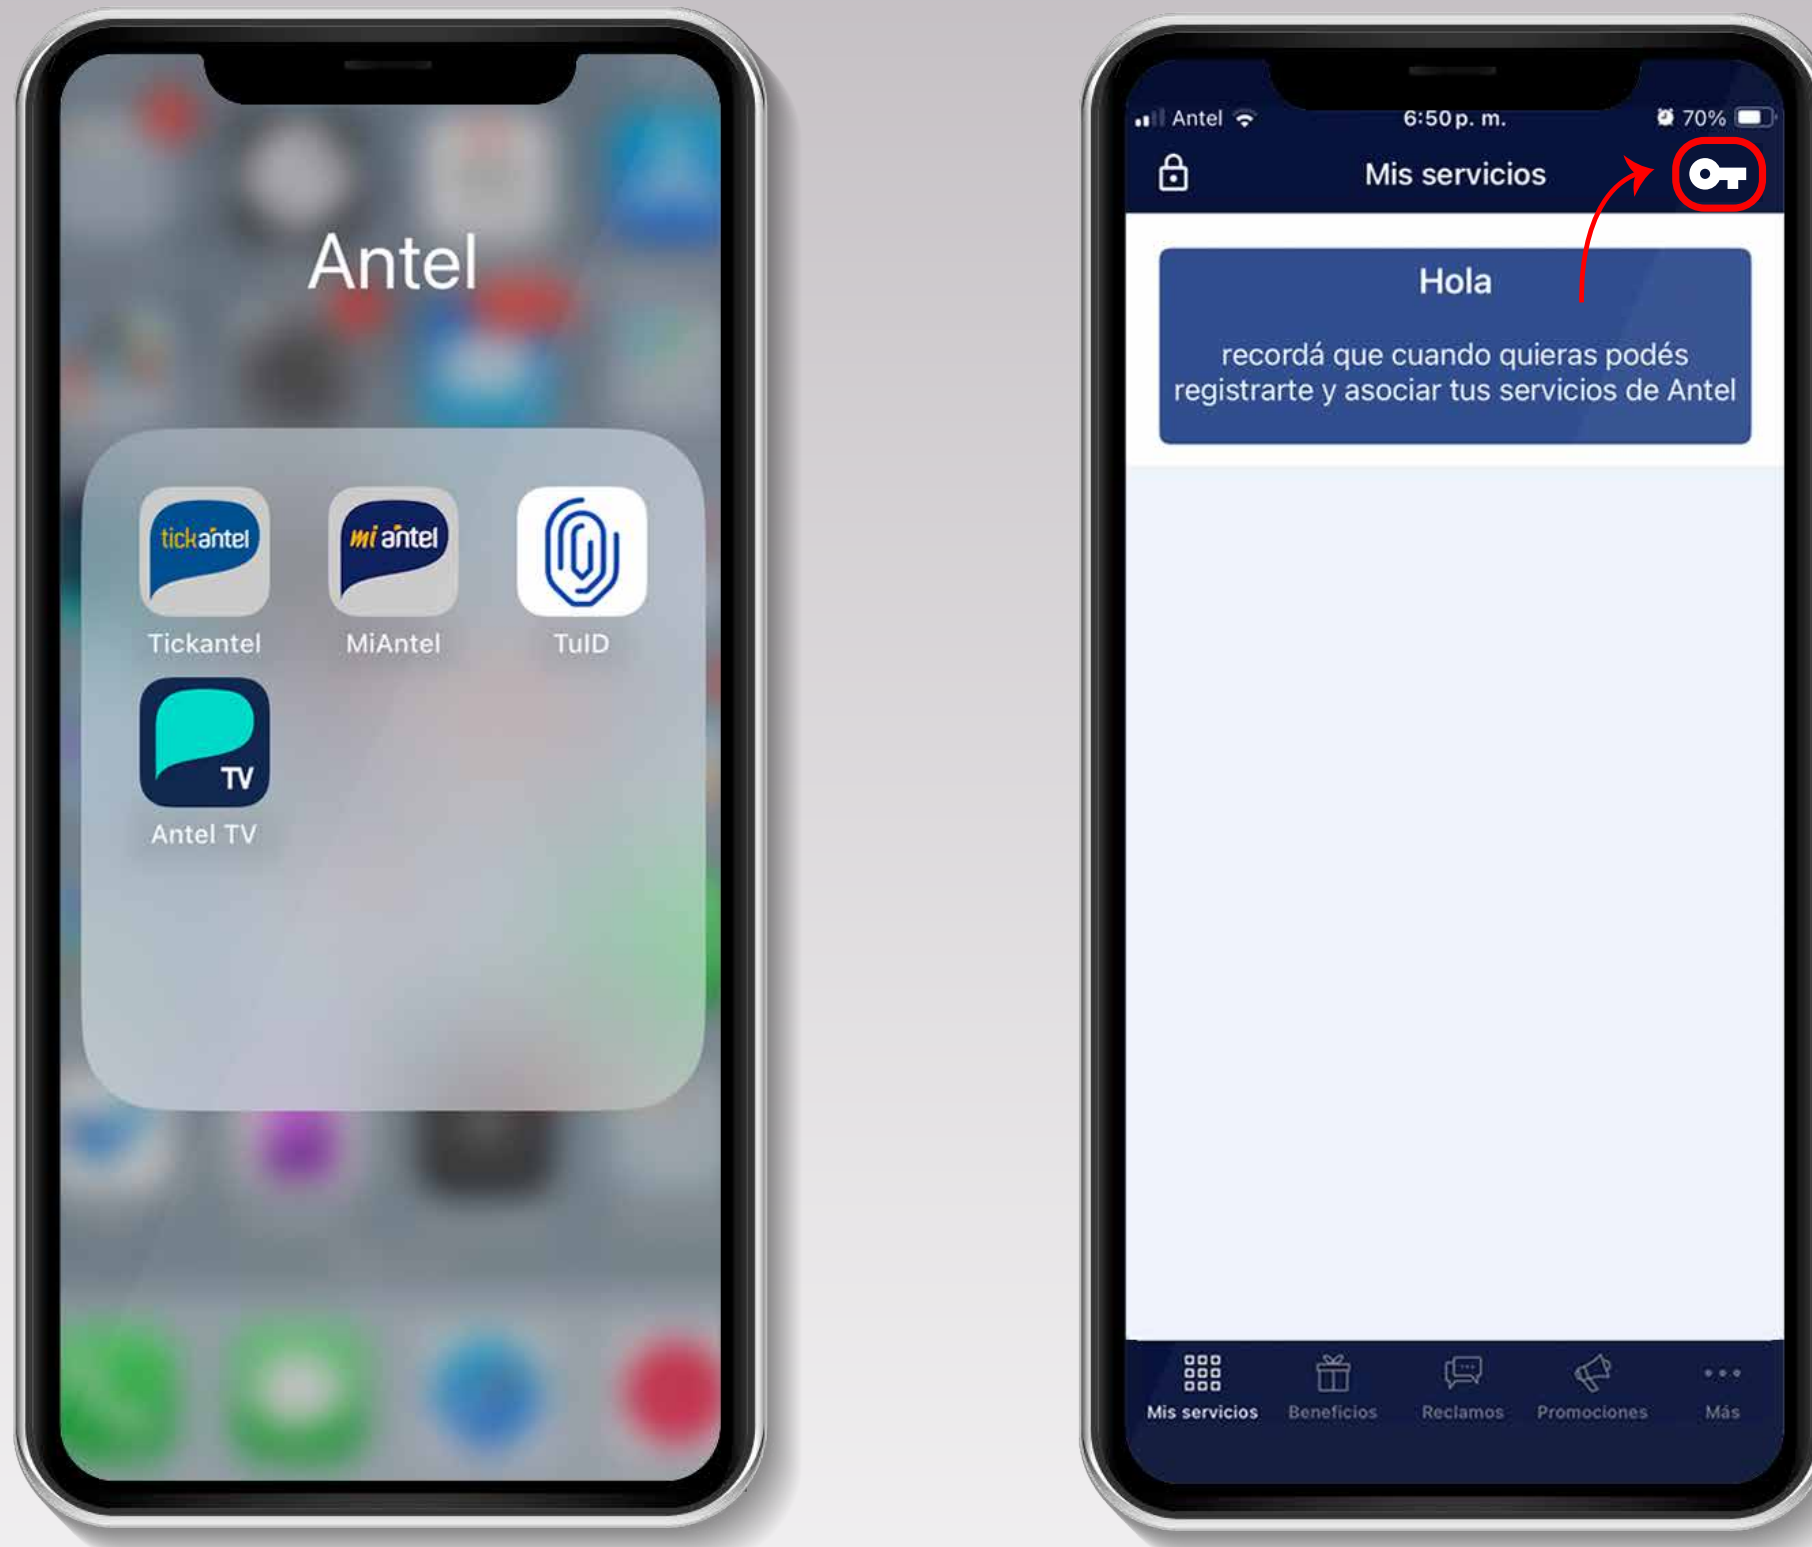 Antel
tickantel
mi antel
Tickantel
MiAntel
TuID
TV
Antel TV
Antel
6:50 p. m.
70%
Mis servicios
Hola
recordá que cuando quieras podés
registrarte y asociar tus servicios de Antel
Mis servicios
Beneficios
Reclamos
Promociones
Más